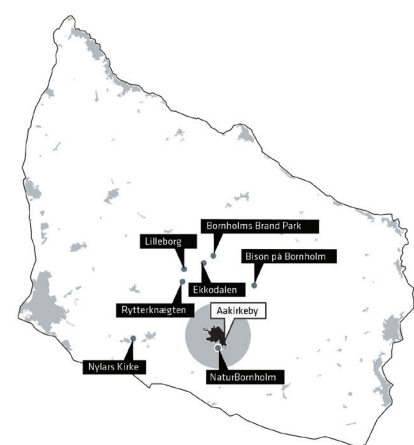 Bornholms Brand Park
Lilleborg
Bison på Bornholm
Ekkodalen
Rytterknægten
Aakirkeby
Nylars Kirke
NaturBornholm